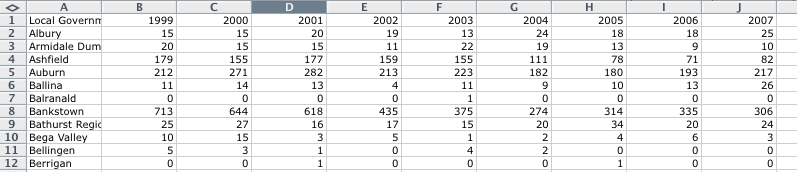 A B C D E F G H I J
1 Local Governm 1999 2000 2001 2002 2003 2004 2005 2006 2007
2 Albury 15 15 20 19 13 24 18 18 25
3 Armidale Dum 20 15 15 11 22 19 13 9 10
4 Ashfield 179 155 177 159 155 111 78 71 82
5 Auburn 212 271 282 213 223 182 180 193 217
6 Ballina 11 14 13 4 11 9 10 13 26
7 Balranald 0 0 0 0 1 0 0 0 0
8 Bankstown 713 644 618 435 375 274 314 335 306
9 Bathurst Regic 25 27 16 17 15 20 34 20 24
10 Bega Valley 10 15 3 5 1 2 4 6 3
11 Bellingen 5 3 1 0 4 2 0 0 0
12 Berrigan 0 0 1 0 0 0 1 0 0